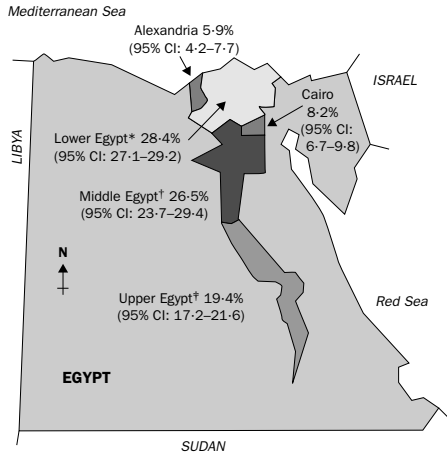 Mediterranean Sea
Alexandria 5·9%
(95% CI: 4·2–7·7)
ISRAEL
Cairo
8·2%
(95% CI:
6·7–9·8)
LIBYA
Lower Egypt* 28·4%
(95% CI: 27·1–29·2)
Middle Egypt† 26·5%
(95% CI: 23·7–29·4)
N
Upper Egypt‡ 19·4%
(95% CI: 17·2–21·6)
Red Sea
EGYPT
SUDAN